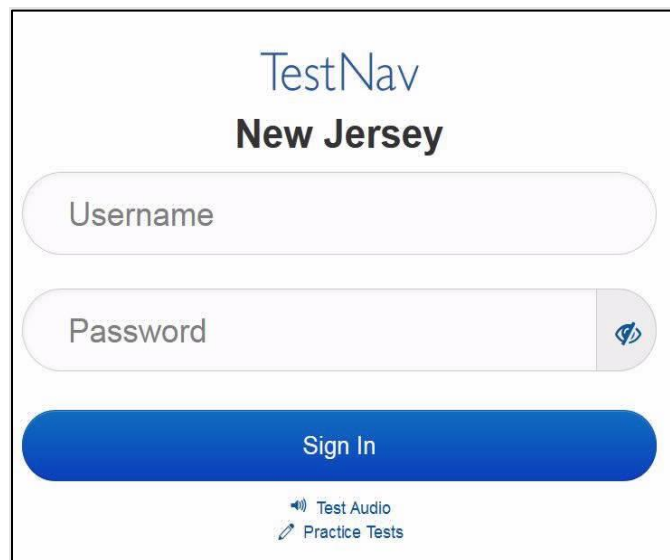 TestNav
New Jersey
Username
Password
Sign In
Test Audio
Practice Tests